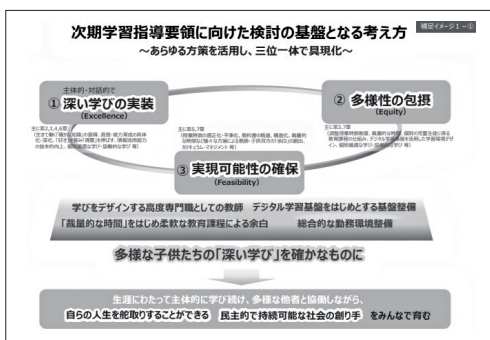 次期学習指導要領に向けた検討の基盤となる考え方
補足イメージ1-①
～あらゆる方策を活用し、三位一体で具現化～
主体的・対話的で
① 深い学びの実装
(Excellence)
② 多様性の包摂
(Equity)
③ 実現可能性の確保
(Feasibility)
学びをデザインする高度専門職としての教師 デジタル学習基盤をはじめとする基盤整備
「裁量的な時間」をはじめ柔軟な教育課程による余白 総合的な勤務環境整備
多様な子供たちの「深い学び」を確かなものに
生涯にわたって主体的に学び続け、多様な他者と協働しながら、
自らの人生を舵取りすることができる 民主的で持続可能な社会の創り手 をみんなで育む